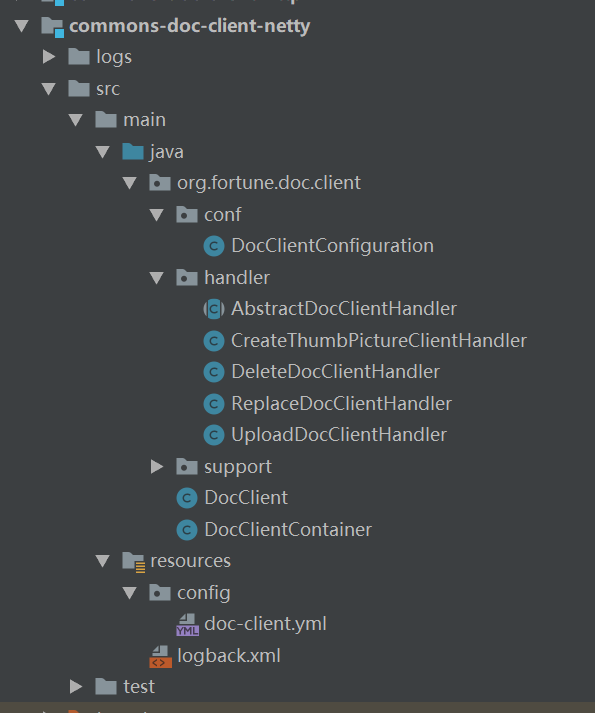 commons-doc-client-netty
logs
src
main
java
org.fortune.doc.client
conf
DocClientConfiguration
handler
AbstractDocClientHandler
CreateThumbPictureClientHandler
DeleteDocClientHandler
ReplaceDocClientHandler
UploadDocClientHandler
support
DocClient
DocClientContainer
resources
config
doc-client.yml
logback.xml
test